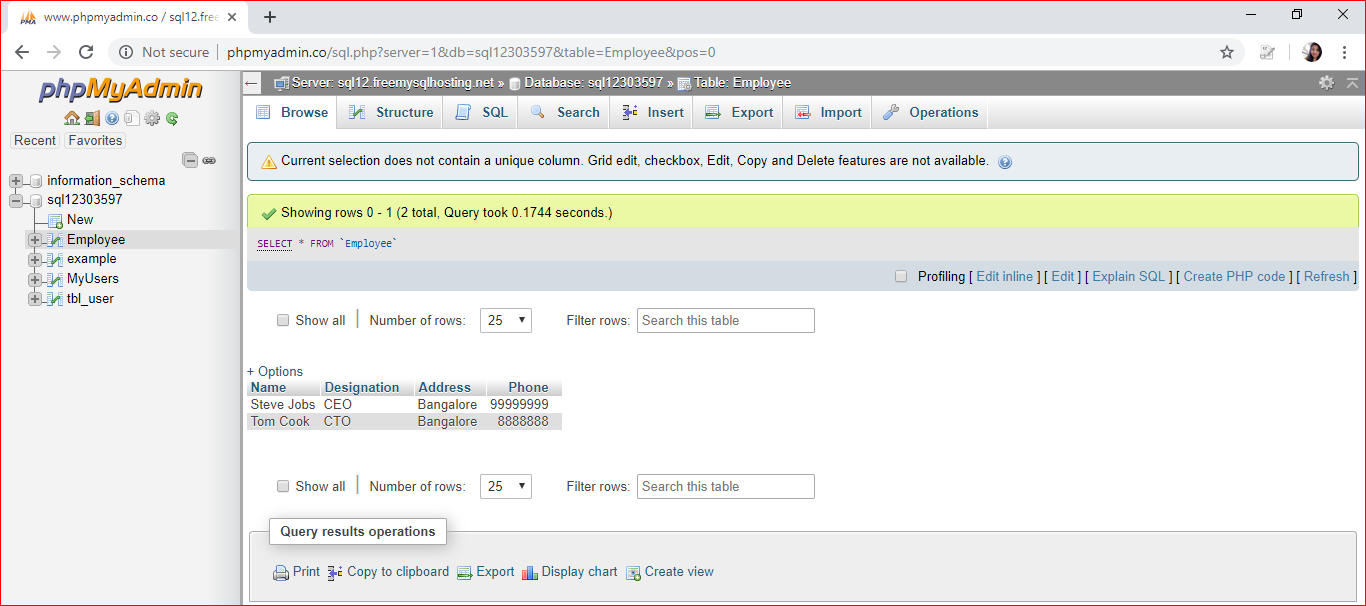 www.phpmyadmin.co / sql12.free
Not secure | phpmyadmin.co/sql.php?server=1&db=sql12303597&table=Employee&pos=0
phpMyAdmin
Recent Favorites
information_schema
sql12303597
New
Employee
example
MyUsers
tbl_user
Server: sql12.freemysqlhosting.net » Database: sql12303597 » Table: Employee
Browse Structure SQL Search Insert Export Import Operations
Current selection does not contain a unique column. Grid edit, checkbox, Edit, Copy and Delete features are not available.
Showing rows 0 - 1 (2 total, Query took 0.1744 seconds.)
SELECT * FROM `Employee`
Profiling [ Edit inline ] [ Edit ] [ Explain SQL ] [ Create PHP code ] [ Refresh ]
Show all | Number of rows: 25 Filter rows: Search this table
+ Options
Name Designation Address Phone
Steve Jobs CEO Bangalore 99999999
Tom Cook CTO Bangalore 8888888
Show all | Number of rows: 25 Filter rows: Search this table
Query results operations
Print Copy to clipboard Export Display chart Create view